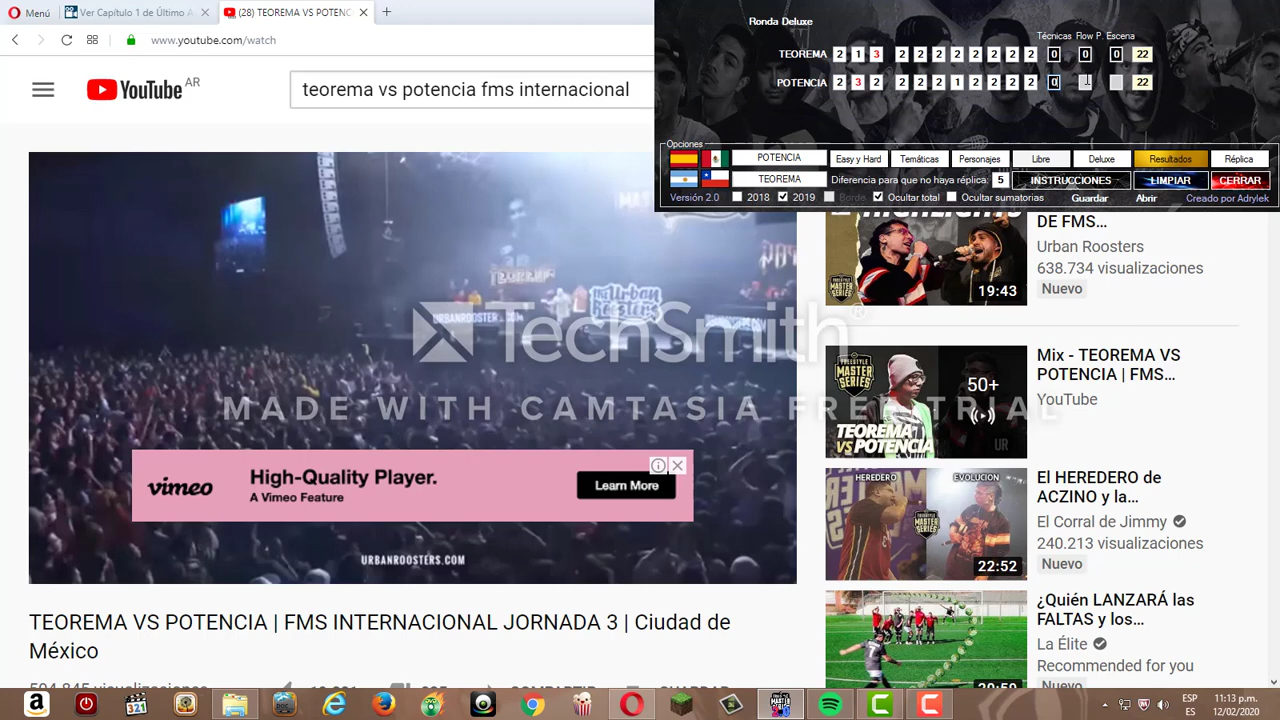 Menú
Ver Capítulo 1 de Último A
(28) TEOREMA VS POTENC
www.youtube.com/watch
YouTube AR
teorema vs potencia fms internacional
Ronda Deluxe
Técnicas Flow P. Escena
TEOREMA 2 1 3 2 2 2 2 2 2 2 2 0 0 0 22
POTENCIA 2 3 2 2 2 2 1 2 2 2 2 0 22
Opciones
POTENCIA Easy y Hard Temáticas Personajes Libre Deluxe Resultados Réplica
TEOREMA Diferencia para que no haya réplica: 5 INSTRUCCIONES LIMPIAR CERRAR
Versión 2.0 2018 2019 Borde Ocultar total Ocultar sumatorias Guardar Abrir Creado por Adrylek
URBANROOSTERS.COM
Urban Roosters
TechSmith®
MADE WITH CAMTASIA FREE TRIAL
vimeo
High-Quality Player.
A Vimeo Feature
Learn More
URBANROOSTERS.COM
TEOREMA VS POTENCIA | FMS INTERNACIONAL JORNADA 3 | Ciudad de
México
HIGHLIGHTS
19:43
DE FMS...
Urban Roosters
638.734 visualizaciones
Nuevo
FREESTYLE
MASTER
SERIES
TEOREMA
VS POTENCIA
UR
50+
Mix - TEOREMA VS
POTENCIA | FMS...
YouTube
HEREDERO
EVOLUCION
22:52
El HEREDERO de
ACZINO y la...
El Corral de Jimmy
240.213 visualizaciones
Nuevo
¿Quién LANZARÁ las
FALTAS y los...
La Élite
Recommended for you
ESP
ES
11:13 p.m.
12/02/2020